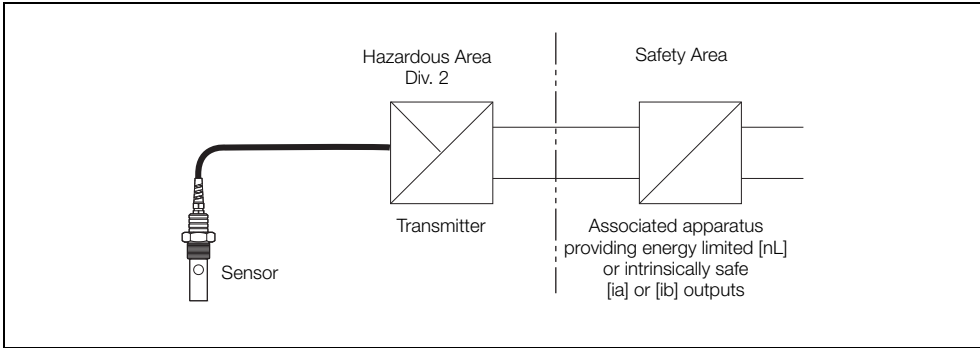 Hazardous Area
Div. 2
Safety Area
Transmitter
Sensor
Associated apparatus
providing energy limited [nL]
or intrinsically safe
[ia] or [ib] outputs